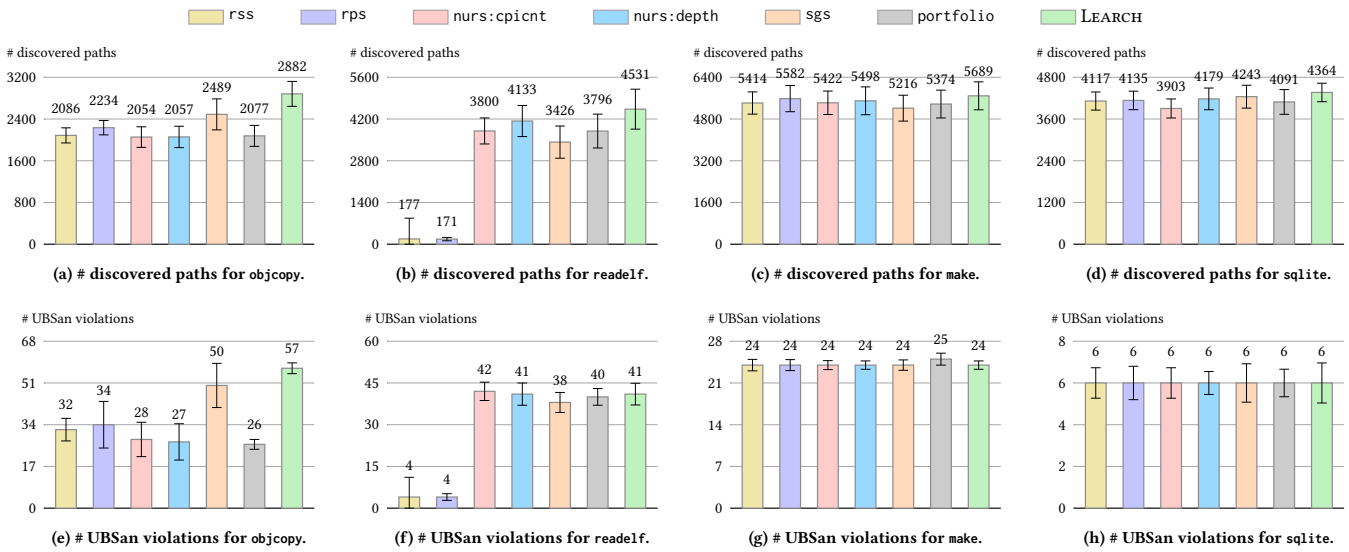 rss rps nurs:cpicnt nurs:depth sgs portfolio LEARCH
# discovered paths
3200
2400
1600
800
0
2086 2234 2054 2057 2489 2077 2882
(a) # discovered paths for objcopy.
# discovered paths
5600
4200
2800
1400
0
177 171 3800 4133 3426 3796 4531
(b) # discovered paths for readelf.
# discovered paths
6400
4800
3200
1600
0
5414 5582 5422 5498 5216 5374 5689
(c) # discovered paths for make.
# discovered paths
4800
3600
2400
1200
0
4117 4135 3903 4179 4243 4091 4364
(d) # discovered paths for sqlite.
# UBSan violations
68
51
34
17
0
32 34 28 27 50 26 57
(e) # UBSan violations for objcopy.
# UBSan violations
60
45
30
15
0
4 4 42 41 38 40 41
(f) # UBSan violations for readelf.
# UBSan violations
28
21
14
7
0
24 24 24 24 24 25 24
(g) # UBSan violations for make.
# UBSan violations
8
6
4
2
0
6 6 6 6 6 6 6
(h) # UBSan violations for sqlite.